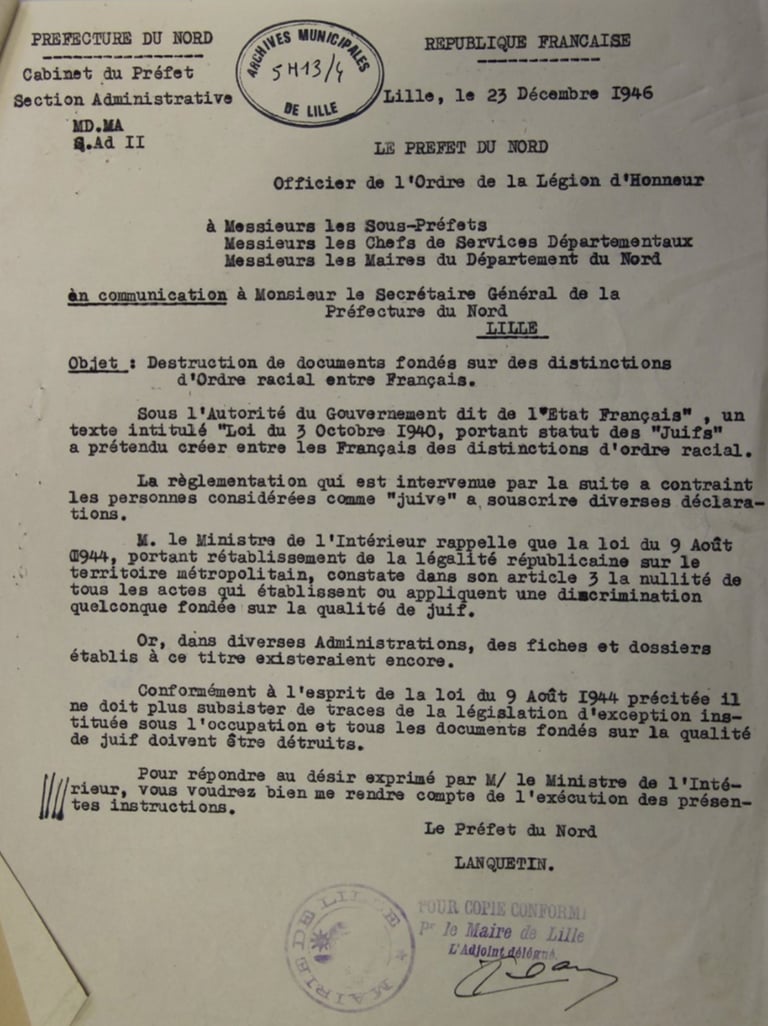 PREFECTURE DU NORD
Cabinet du Préfet
Section Administrative
MD.MA
S.Ad II
ARCHIVES MUNICIPALES
5H13/4
DE LILLE
REPUBLIQUE FRANCAISE
Lille, le 23 Décembre I946
LE PREFET DU NORD
Officier de l'Ordre de la Légion d'Honneur
à Messieurs les Sous-Préfets
Messieurs les Chefs de Services Départementaux
Messieurs les Maires du Département du Nord
èn communication à Monsieur le Secrétaire Général de la
Préfecture du Nord
LILLE
Objet : Destruction de documents fondés sur des distinctions
d'Ordre racial entre Français.
Sous l'Autorité du Gouvernement dit de l'"Etat Français" , un
texte intitulé "Loi du 3 Octobre I940, portant statut des "Juifs"
a prétendu créer entre les Français des distinctions d'ordre racial.
La règlementation qui est intervenue par la suite a contraint
les personnes considérées comme "juive" a souscrire diverses déclara-
tions.
M. le Ministre de l'Intérieur rappelle que la loi du 9 Août
I944, portant rétablissement de la légalité républicaine sur le
territoire métropolitain, constate dans son article 3 la nullité de
tous les actes qui établissent ou appliquent une discrimination
quelconque fondée sur la qualité de juif.
Or, dans diverses Administrations, des fiches et dossiers
établis à ce titre existeraient encore.
Conformément à l'esprit de la loi du 9 Août I944 précitée il
ne doit plus subsister de traces de la législation d'exception ins-
tituée sous l'occupation et tous les documents fondés sur la qualité
de juif doivent être détruits.
Pour répondre au désir exprimé par M/ le Ministre de l'Inté-
rieur, vous voudrez bien me rendre compte de l'exécution des présen-
tes instructions.
Le Préfet du Nord
LANQUETIN.
MAIRIE DE LILLE
POUR COPIE CONFORME
Pr le Maire de Lille
L'Adjoint délégué.